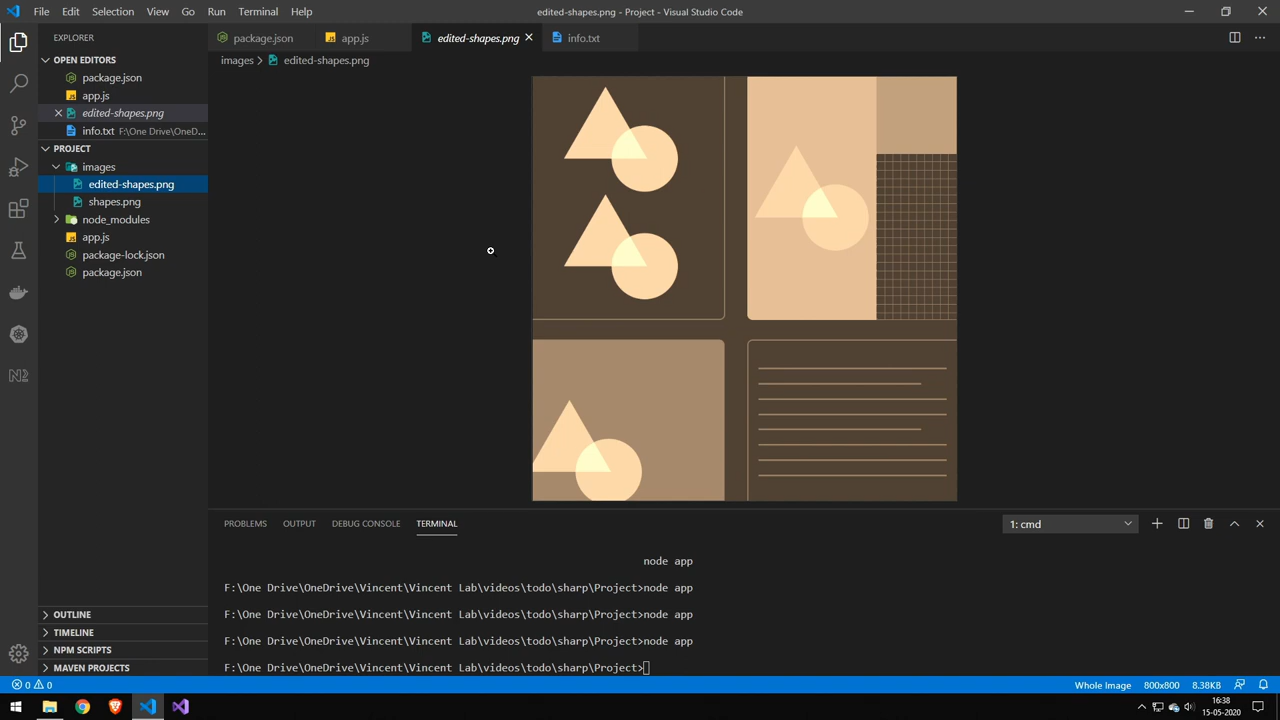 File Edit Selection View Go Run Terminal Help
edited-shapes.png - Project - Visual Studio Code
EXPLORER
OPEN EDITORS
package.json
app.js
edited-shapes.png
info.txt F:\One Drive\OneD...
PROJECT
images
edited-shapes.png
shapes.png
node_modules
app.js
package-lock.json
package.json
OUTLINE
TIMELINE
NPM SCRIPTS
MAVEN PROJECTS
package.json app.js edited-shapes.png info.txt
images edited-shapes.png
PROBLEMS OUTPUT DEBUG CONSOLE TERMINAL
1: cmd
node app
F:\One Drive\OneDrive\Vincent\Vincent Lab\videos\todo\sharp\Project>node app
F:\One Drive\OneDrive\Vincent\Vincent Lab\videos\todo\sharp\Project>node app
F:\One Drive\OneDrive\Vincent\Vincent Lab\videos\todo\sharp\Project>node app
F:\One Drive\OneDrive\Vincent\Vincent Lab\videos\todo\sharp\Project>
0 0
Whole Image 800x800 8.38KB
16:38
15-05-2020